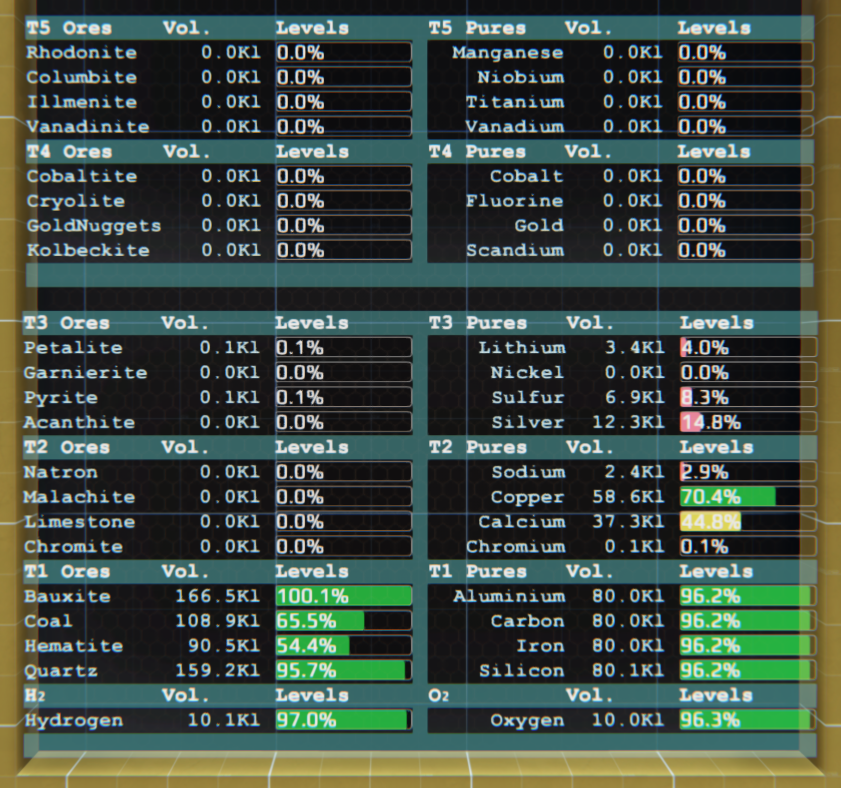 T5 Ores Vol. Levels T5 Pures Vol. Levels
Rhodonite 0.0Kl 0.0% Manganese 0.0Kl 0.0%
Columbite 0.0Kl 0.0% Niobium 0.0Kl 0.0%
Illmenite 0.0Kl 0.0% Titanium 0.0Kl 0.0%
Vanadinite 0.0Kl 0.0% Vanadium 0.0Kl 0.0%
T4 Ores Vol. Levels T4 Pures Vol. Levels
Cobaltite 0.0Kl 0.0% Cobalt 0.0Kl 0.0%
Cryolite 0.0Kl 0.0% Fluorine 0.0Kl 0.0%
GoldNuggets 0.0Kl 0.0% Gold 0.0Kl 0.0%
Kolbeckite 0.0Kl 0.0% Scandium 0.0Kl 0.0%
T3 Ores Vol. Levels T3 Pures Vol. Levels
Petalite 0.1Kl 0.1% Lithium 3.4Kl 4.0%
Garnierite 0.0Kl 0.0% Nickel 0.0Kl 0.0%
Pyrite 0.1Kl 0.1% Sulfur 6.9Kl 8.3%
Acanthite 0.0Kl 0.0% Silver 12.3Kl 14.8%
T2 Ores Vol. Levels T2 Pures Vol. Levels
Natron 0.0Kl 0.0% Sodium 2.4Kl 2.9%
Malachite 0.0Kl 0.0% Copper 58.6Kl 70.4%
Limestone 0.0Kl 0.0% Calcium 37.3Kl 44.8%
Chromite 0.0Kl 0.0% Chromium 0.1Kl 0.1%
T1 Ores Vol. Levels T1 Pures Vol. Levels
Bauxite 166.5Kl 100.1% Aluminium 80.0Kl 96.2%
Coal 108.9Kl 65.5% Carbon 80.0Kl 96.2%
Hematite 90.5Kl 54.4% Iron 80.0Kl 96.2%
Quartz 159.2Kl 95.7% Silicon 80.1Kl 96.2%
H2 Vol. Levels O2 Vol. Levels
Hydrogen 10.1Kl 97.0% Oxygen 10.0Kl 96.3%